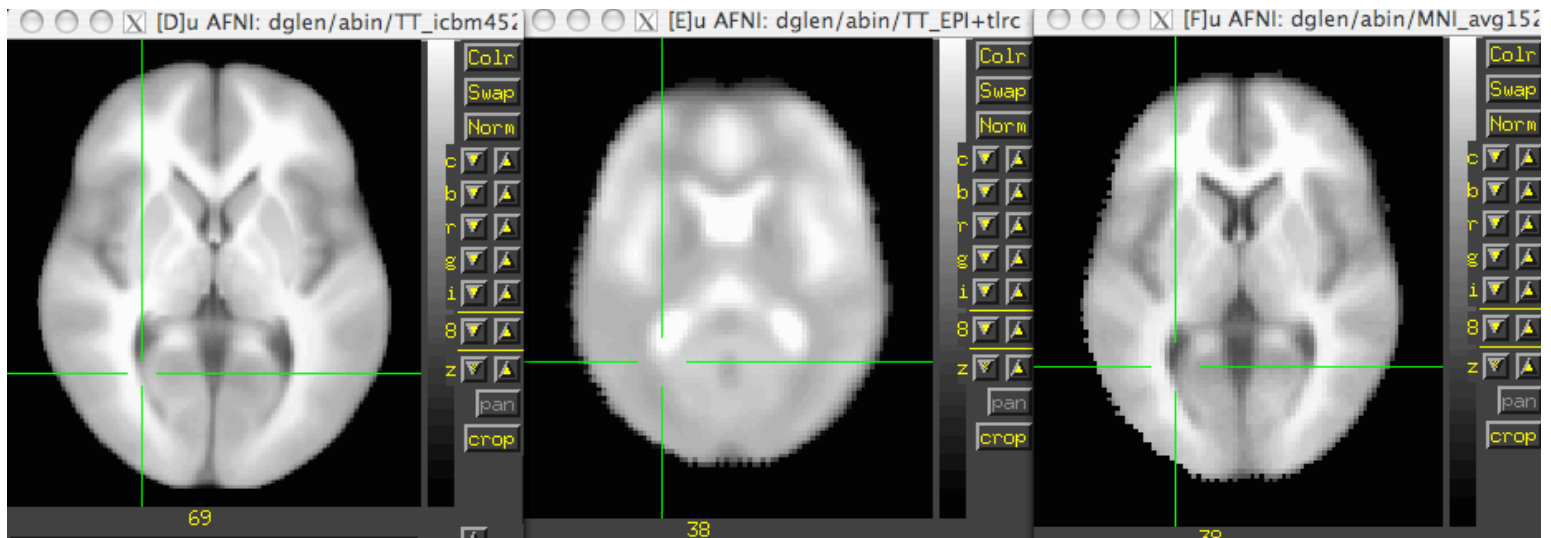 [D]u AFNI: dglen/abin/TT_icbm452
Colr
Swap
Norm
c
b
r
g
i
8
z
pan
crop
69
[E]u AFNI: dglen/abin/TT_EPI+tlrc
Colr
Swap
Norm
c
b
r
g
i
8
z
pan
crop
38
[F]u AFNI: dglen/abin/MNI_avg152
Colr
Swap
Norm
c
b
r
g
i
8
z
pan
crop